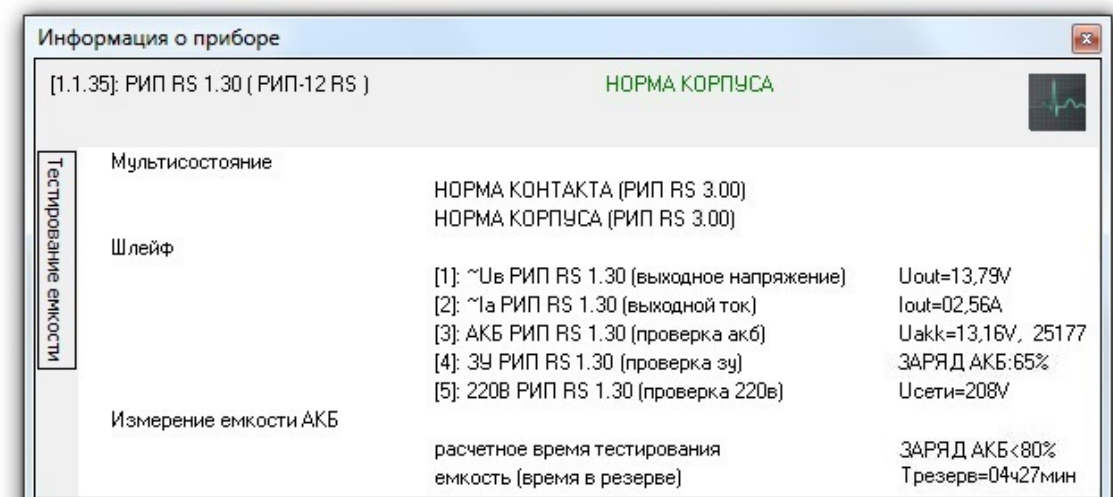 Информация о приборе
[1.1.35]: РИП RS 1.30 ( РИП-12 RS ) НОРМА КОРПУСА
Тестирование емкости
Мультисостояние
НОРМА КОНТАКТА (РИП RS 3.00)
НОРМА КОРПУСА (РИП RS 3.00)
Шлейф
[1]: ~Uв РИП RS 1.30 (выходное напряжение) Uout=13,79V
[2]: ~Iа РИП RS 1.30 (выходной ток) Iout=02,56A
[3]: АКБ РИП RS 1.30 (проверка акб) Uakk=13,16V, 25177
[4]: ЗУ РИП RS 1.30 (проверка зу) ЗАРЯД АКБ:65%
[5]: 220В РИП RS 1.30 (проверка 220в) Uсети=208V
Измерение емкости АКБ
расчетное время тестирования ЗАРЯД АКБ<80%
емкость (время в резерве) Tрезерв=04ч27мин